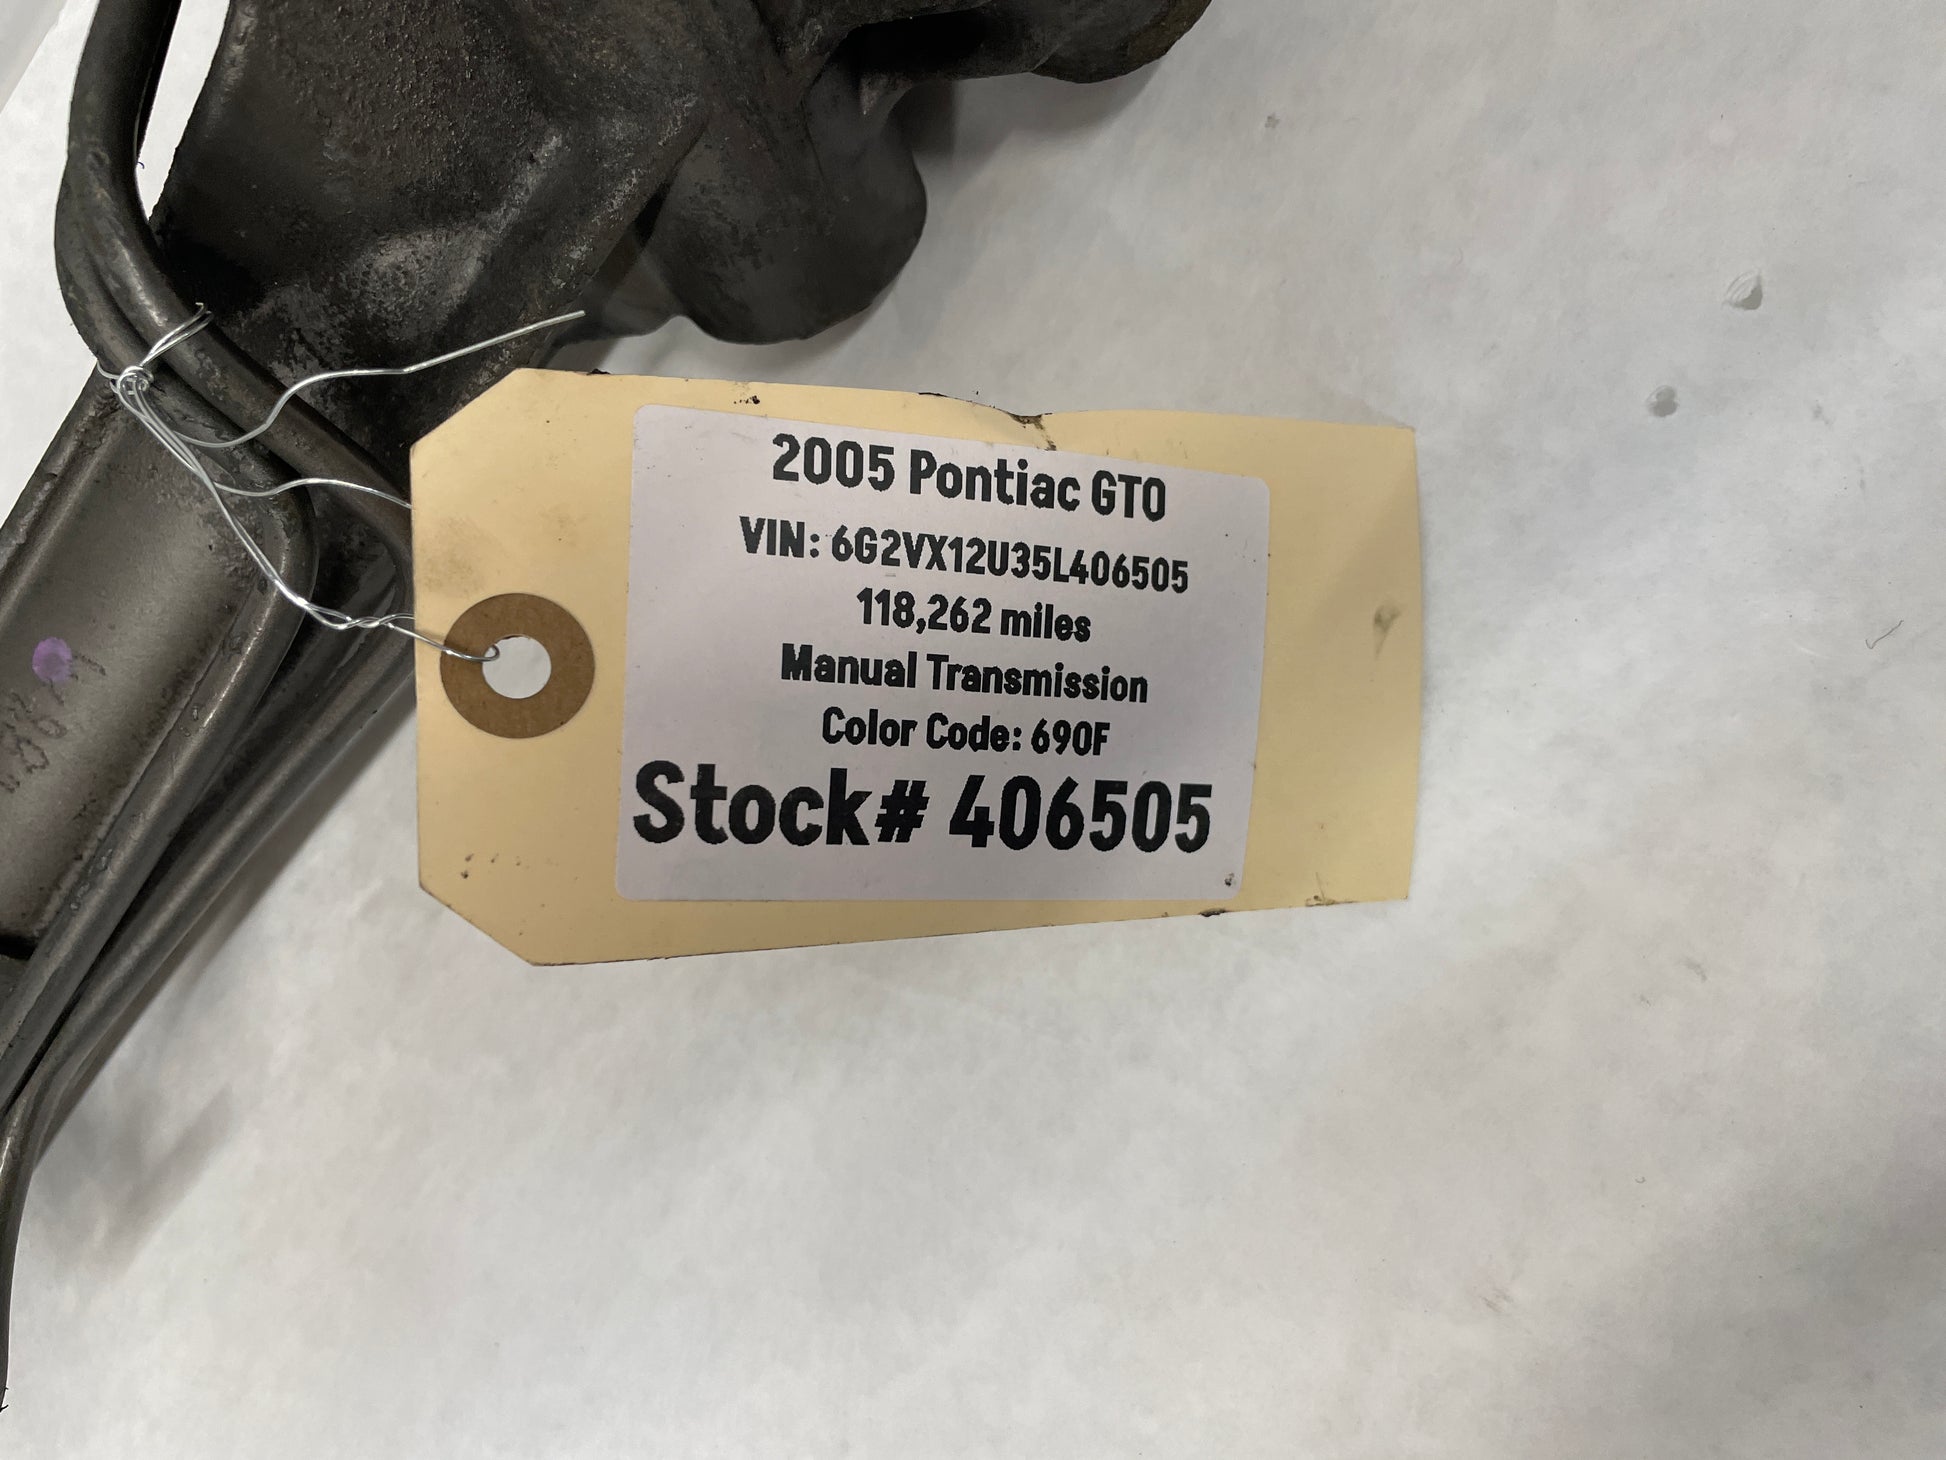 2005 Pontiac GTO
VIN: 6G2VX12U35L406505
118,262 miles
Manual Transmission
Color Code: 690F
Stock# 406505